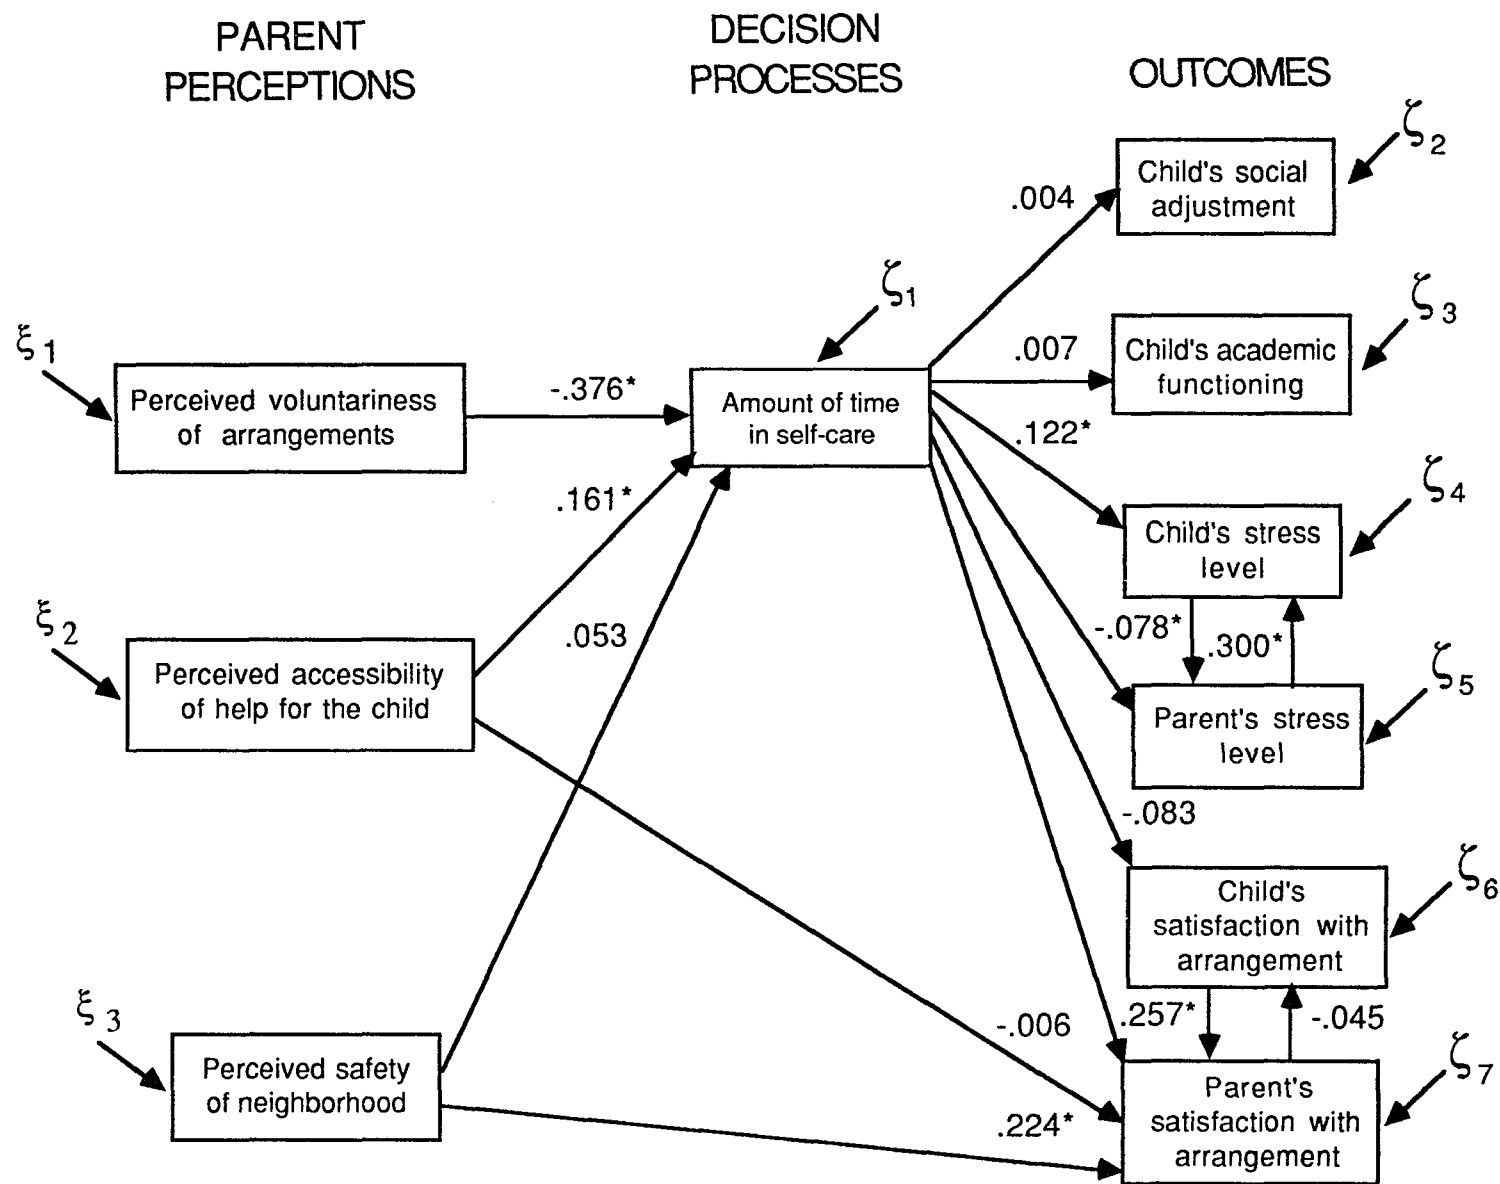 PARENT
PERCEPTIONS
DECISION
PROCESSES
OUTCOMES
ζ2
Child's social
adjustment
.004
ζ1
ζ3
.007
Child's academic
functioning
ξ1
Perceived voluntariness
of arrangements
-.376*
Amount of time
in self-care
.122*
.161*
ζ4
Child's stress
level
ξ2
.053
-.078*
.300*
Perceived accessibility
of help for the child
ζ5
Parent's stress
level
-.083
ζ6
Child's
satisfaction with
arrangement
ξ3
-.006
.257*
-.045
Perceived safety
of neighborhood
ζ7
Parent's
satisfaction with
arrangement
.224*